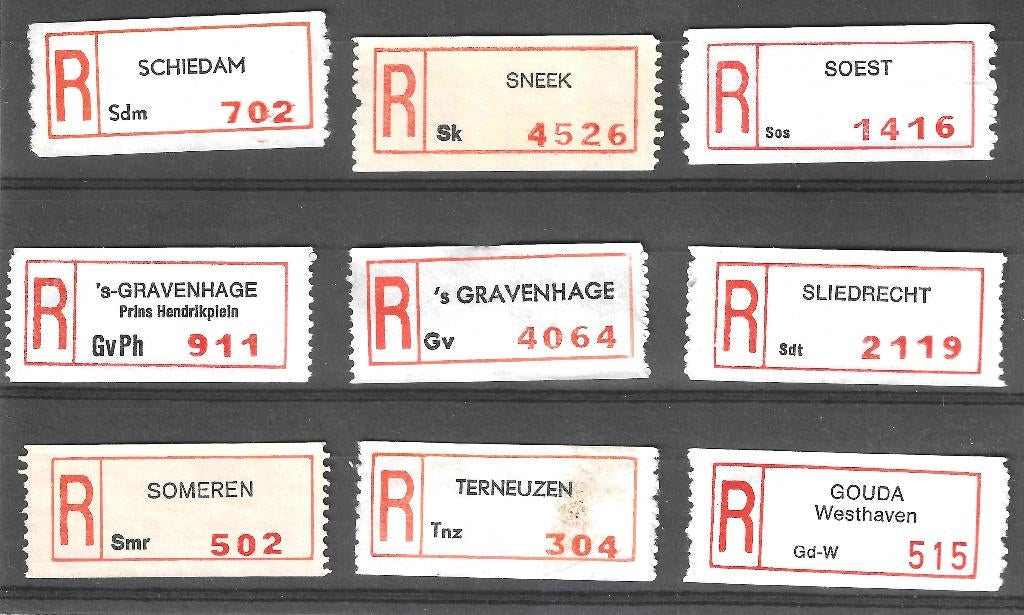 R SCHIEDAM
Sdm 702
R SNEEK
Sk 4526
R SOEST
Sos 1416
R 's-GRAVENHAGE
Prins Hendrikplein
GvPh 911
R 's GRAVENHAGE
Gv 4064
R SLIEDRECHT
Sdt 2119
R SOMEREN
Smr 502
R TERNEUZEN
Tnz 304
R GOUDA
Westhaven
Gd-W 515